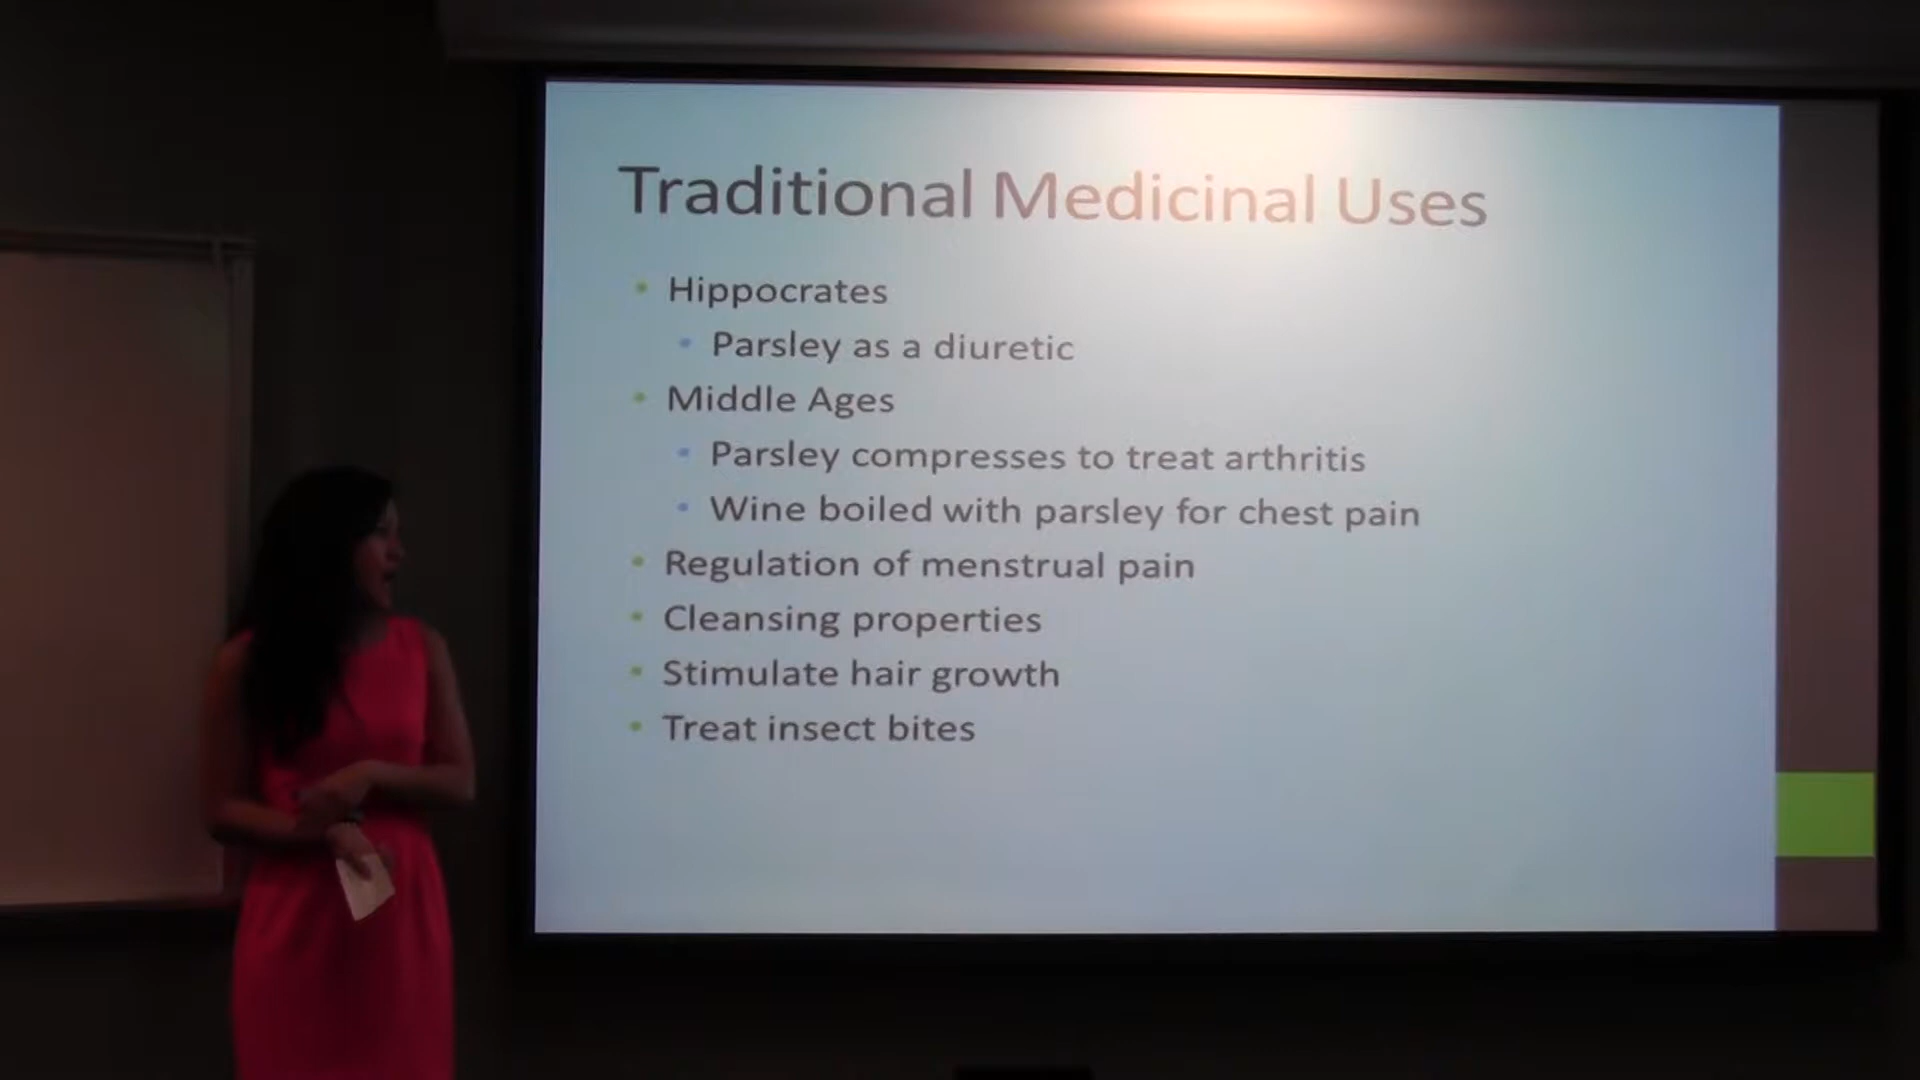 Traditional Medicinal Uses
Hippocrates
Parsley as a diuretic
Middle Ages
Parsley compresses to treat arthritis
Wine boiled with parsley for chest pain
Regulation of menstrual pain
Cleansing properties
Stimulate hair growth
Treat insect bites